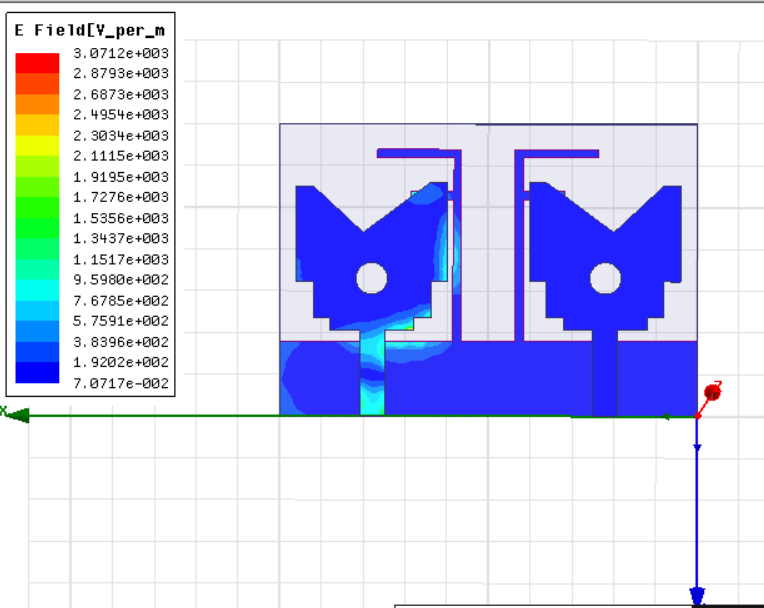 E Field[V_per_m
3.0712e+003
2.8793e+003
2.6873e+003
2.4954e+003
2.3034e+003
2.1115e+003
1.9195e+003
1.7276e+003
1.5356e+003
1.3437e+003
1.1517e+003
9.5980e+002
7.6785e+002
5.7591e+002
3.8396e+002
1.9202e+002
7.0717e-002
X
Z